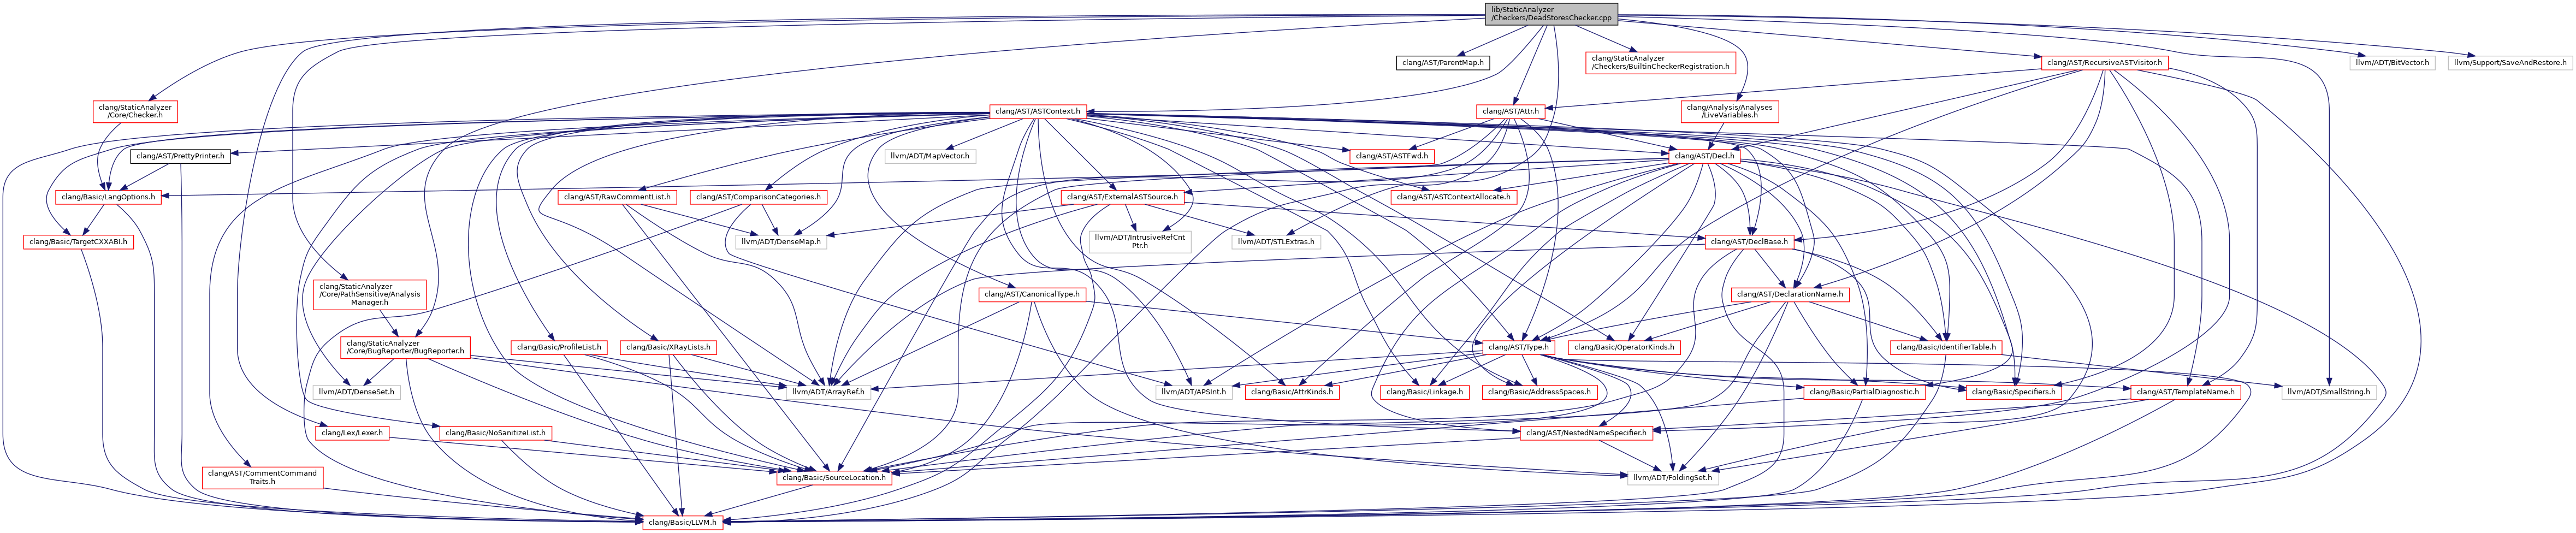 lib/StaticAnalyzer
/Checkers/DeadStoresChecker.cpp
clang/AST/ParentMap.h
clang/StaticAnalyzer
/Checkers/BuiltinCheckerRegistration.h
clang/AST/RecursiveASTVisitor.h
llvm/ADT/BitVector.h
llvm/Support/SaveAndRestore.h
clang/StaticAnalyzer
/Core/Checker.h
clang/AST/ASTContext.h
clang/AST/Attr.h
clang/Analysis/Analyses
/LiveVariables.h
clang/AST/PrettyPrinter.h
llvm/ADT/MapVector.h
clang/AST/ASTFwd.h
clang/AST/Decl.h
clang/Basic/LangOptions.h
clang/AST/RawCommentList.h
clang/AST/ComparisonCategories.h
clang/AST/ExternalASTSource.h
clang/AST/ASTContextAllocate.h
clang/Basic/TargetCXXABI.h
llvm/ADT/DenseMap.h
llvm/ADT/IntrusiveRefCnt
Ptr.h
llvm/ADT/STLExtras.h
clang/AST/DeclBase.h
clang/StaticAnalyzer
/Core/PathSensitive/Analysis
Manager.h
clang/AST/CanonicalType.h
clang/AST/DeclarationName.h
clang/StaticAnalyzer
/Core/BugReporter/BugReporter.h
clang/Basic/ProfileList.h
clang/Basic/XRayLists.h
clang/AST/Type.h
clang/Basic/OperatorKinds.h
clang/Basic/IdentifierTable.h
llvm/ADT/DenseSet.h
llvm/ADT/ArrayRef.h
llvm/ADT/APSInt.h
clang/Basic/AttrKinds.h
clang/Basic/Linkage.h
clang/Basic/AddressSpaces.h
clang/Basic/PartialDiagnostic.h
clang/Basic/Specifiers.h
clang/AST/TemplateName.h
llvm/ADT/SmallString.h
clang/Lex/Lexer.h
clang/Basic/NoSanitizeList.h
clang/AST/NestedNameSpecifier.h
clang/AST/CommentCommand
Traits.h
clang/Basic/SourceLocation.h
llvm/ADT/FoldingSet.h
clang/Basic/LLVM.h